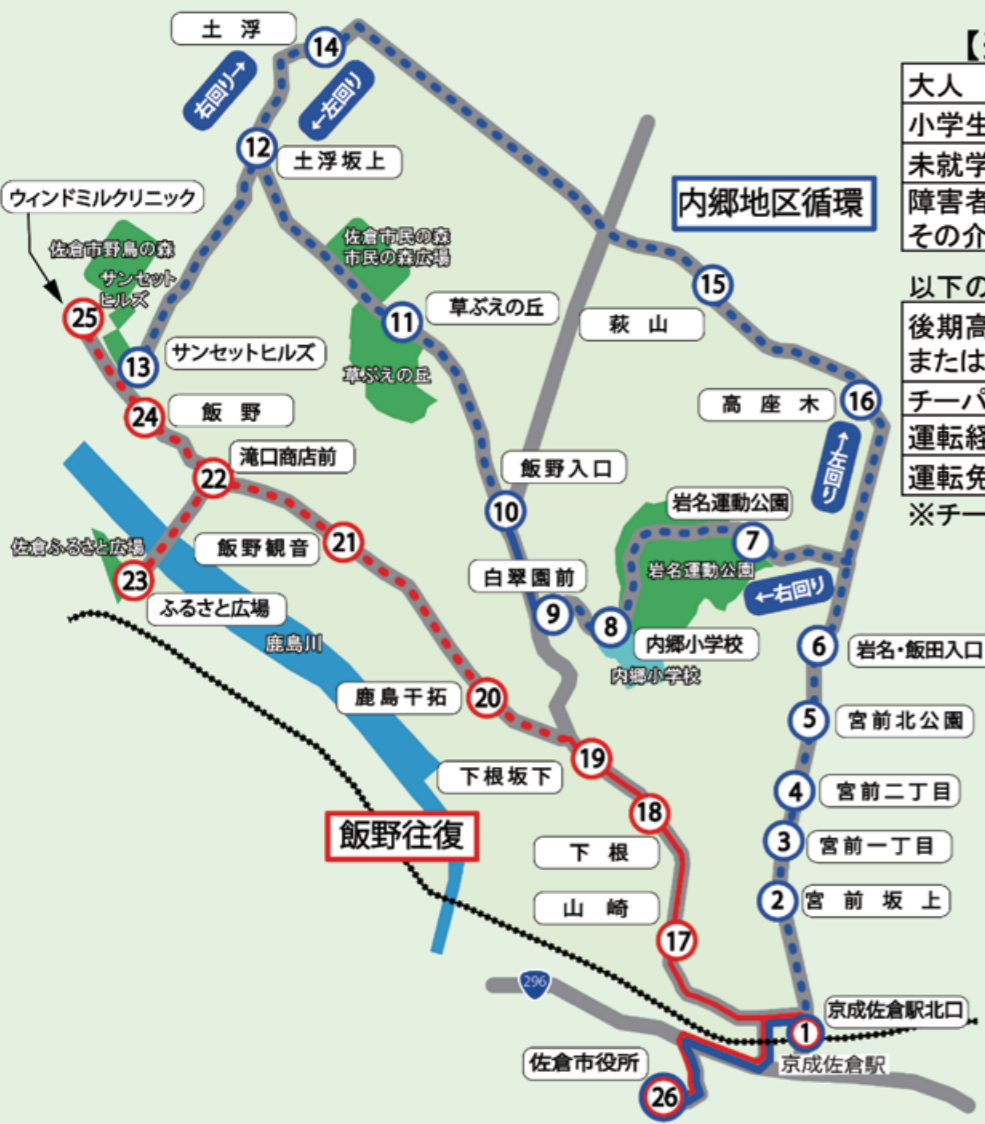 土浮
14
右回り→
←左回り
12
土浮坂上
ウィンドミルクリニック
佐倉市野鳥の森
サンセット
ヒルズ
25
13
サンセットヒルズ
24
飯野
滝口商店前
22
佐倉ふるさと広場
23
ふるさと広場
飯野観音
21
鹿島川
佐倉市民の森
市民の森広場
11
草ぶえの丘
草ぶえの丘
内郷地区循環
15
萩山
16
高座木
←左回り
飯野入口
10
岩名運動公園
7
岩名運動公園
←右回り
白翠園前
9
8
内郷小学校
内郷小学校
6
岩名・飯田入口
5
宮前北公園
4
宮前二丁目
3
宮前一丁目
2
宮前坂上
鹿島干拓
20
下根坂下
19
18
下根
飯野往復
山崎
17
296
京成佐倉駅北口
1
京成佐倉駅
佐倉市役所
26
大人
小学生
未就学
障害者
その介
以下の
後期高
または
チーパ
運転経
運転免
※チー